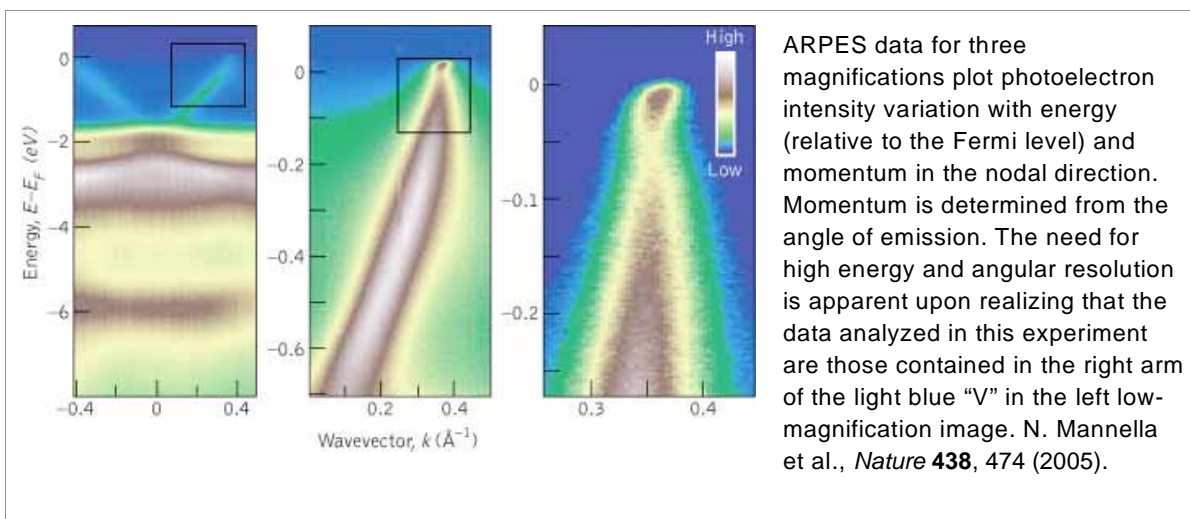 High
Low
0
−2
−4
−6
Energy, E−E_F (eV)
−0.4
0
0.4
0
−0.2
−0.4
−0.6
0.2
0.4
Wavevector, k (Å⁻¹)
0
−0.1
−0.2
0.3
0.4
ARPES data for three
magnifications plot photoelectron
intensity variation with energy
(relative to the Fermi level) and
momentum in the nodal direction.
Momentum is determined from the
angle of emission. The need for
high energy and angular resolution
is apparent upon realizing that the
data analyzed in this experiment
are those contained in the right arm
of the light blue “V” in the left low-
magnification image. N. Mannella
et al., Nature 438, 474 (2005).